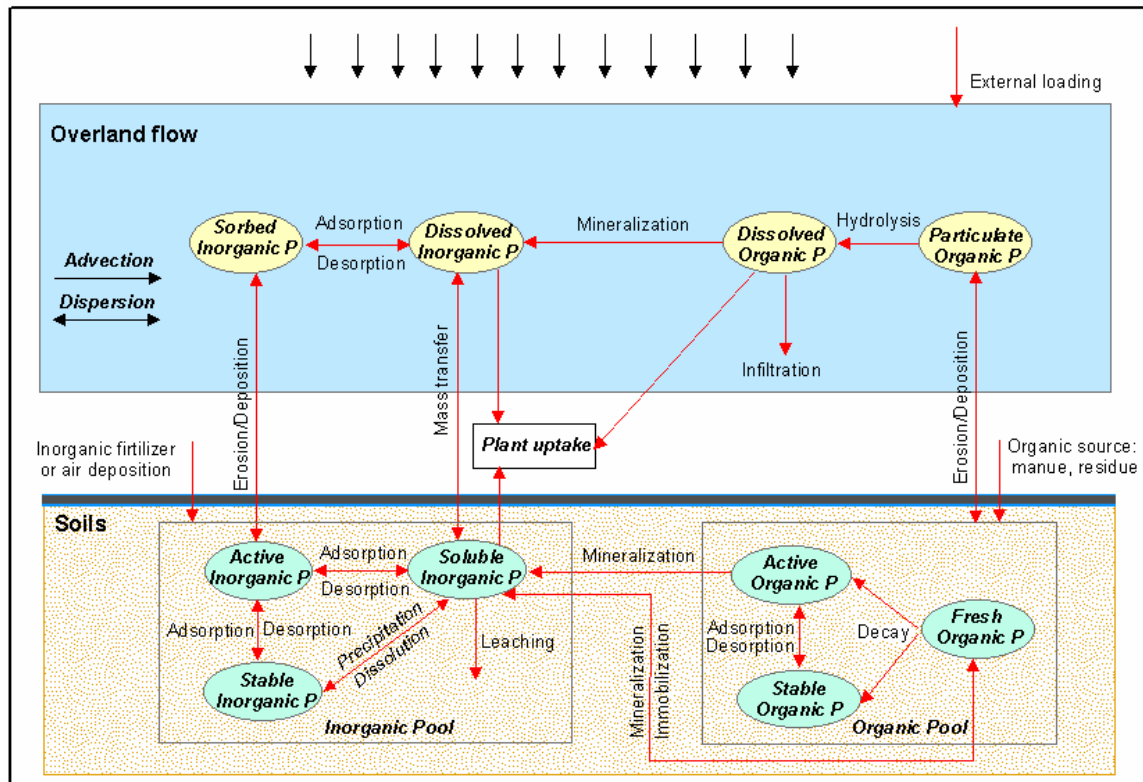 External loading
Overland flow
Sorbed
Inorganic P
Adsorption
Desorption
Dissolved
Inorganic P
Mineralization
Dissolved
Organic P
Hydrolysis
Particulate
Organic P
Advection
Dispersion
Erosion/Deposition
Mass transfer
Infiltration
Erosion/Deposition
Plant uptake
Inorganic firtilizer
or air deposition
Organic source:
manue, residue
Soils
Active
Inorganic P
Adsorption
Desorption
Soluble
Inorganic P
Mineralization
Active
Organic P
Adsorption
Desorption
Precipitation
Dissolution
Leaching
Stable
Inorganic P
Inorganic Pool
Mineralization
Immobilization
Adsorption
Desorption
Decay
Fresh
Organic P
Stable
Organic P
Organic Pool